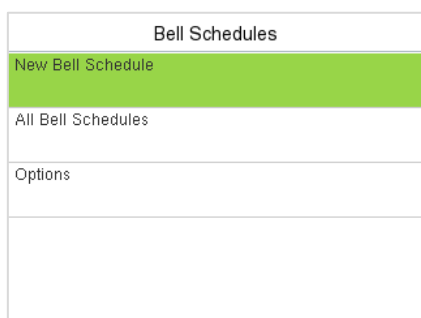 Bell Schedules
New Bell Schedule
All Bell Schedules
Options